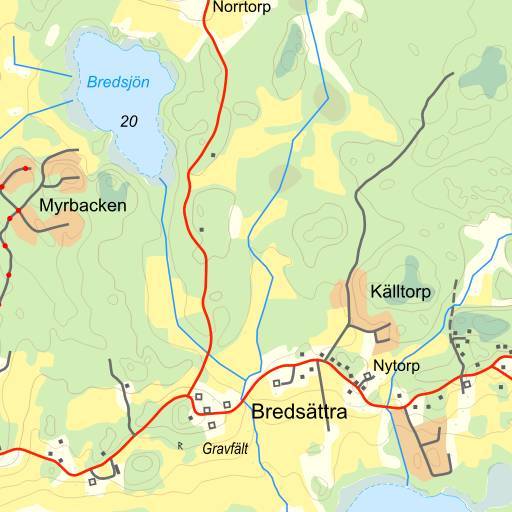 Norrtorp
Bredsjön
20
Myrbacken
Källtorp
Nytorp
Bredsättra
Gravfält
R